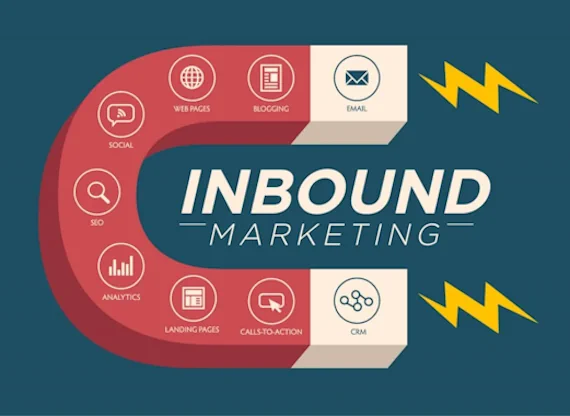 WEB PAGES
BLOGGING
EMAIL
SOCIAL
SEO
INBOUND
MARKETING
ANALYTICS
LANDING PAGES
CALLS-TO-ACTION
CRM